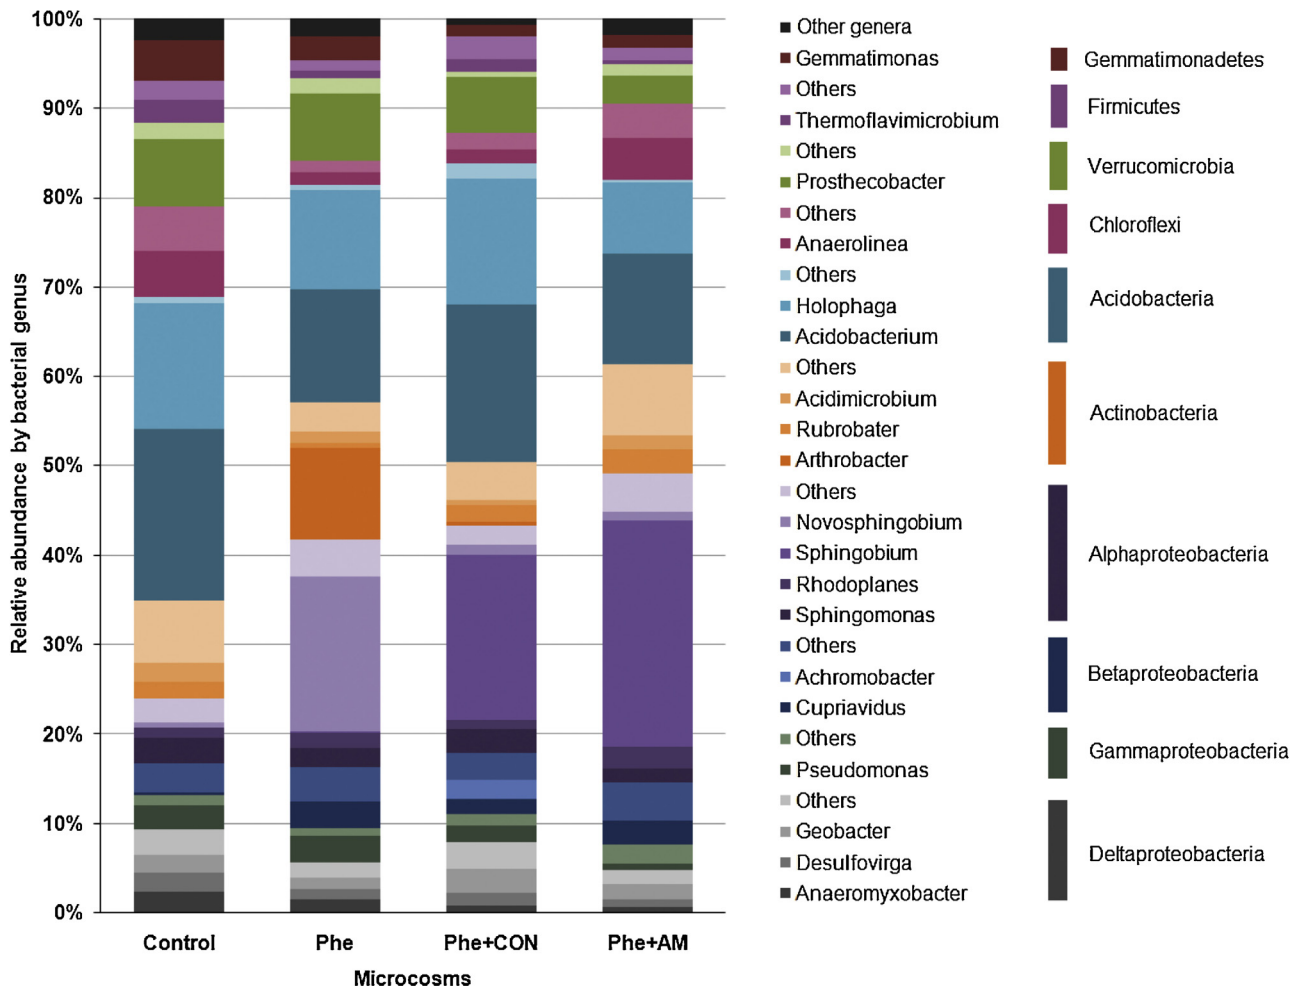 Relative abundance by bacterial genus
100%
90%
80%
70%
60%
50%
40%
30%
20%
10%
0%
Control
Phe
Phe+CON
Phe+AM
Microcosms
Other genera
Gemmatimonas
Others
Thermoflavimicrobium
Others
Prosthecobacter
Others
Anaerolinea
Others
Holophaga
Acidobacterium
Others
Acidimicrobium
Rubrobater
Arthrobacter
Others
Novosphingobium
Sphingobium
Rhodoplanes
Sphingomonas
Others
Achromobacter
Cupriavidus
Others
Pseudomonas
Others
Geobacter
Desulfovirga
Anaeromyxobacter
Gemmatimonadetes
Firmicutes
Verrucomicrobia
Chloroflexi
Acidobacteria
Actinobacteria
Alphaproteobacteria
Betaproteobacteria
Gammaproteobacteria
Deltaproteobacteria